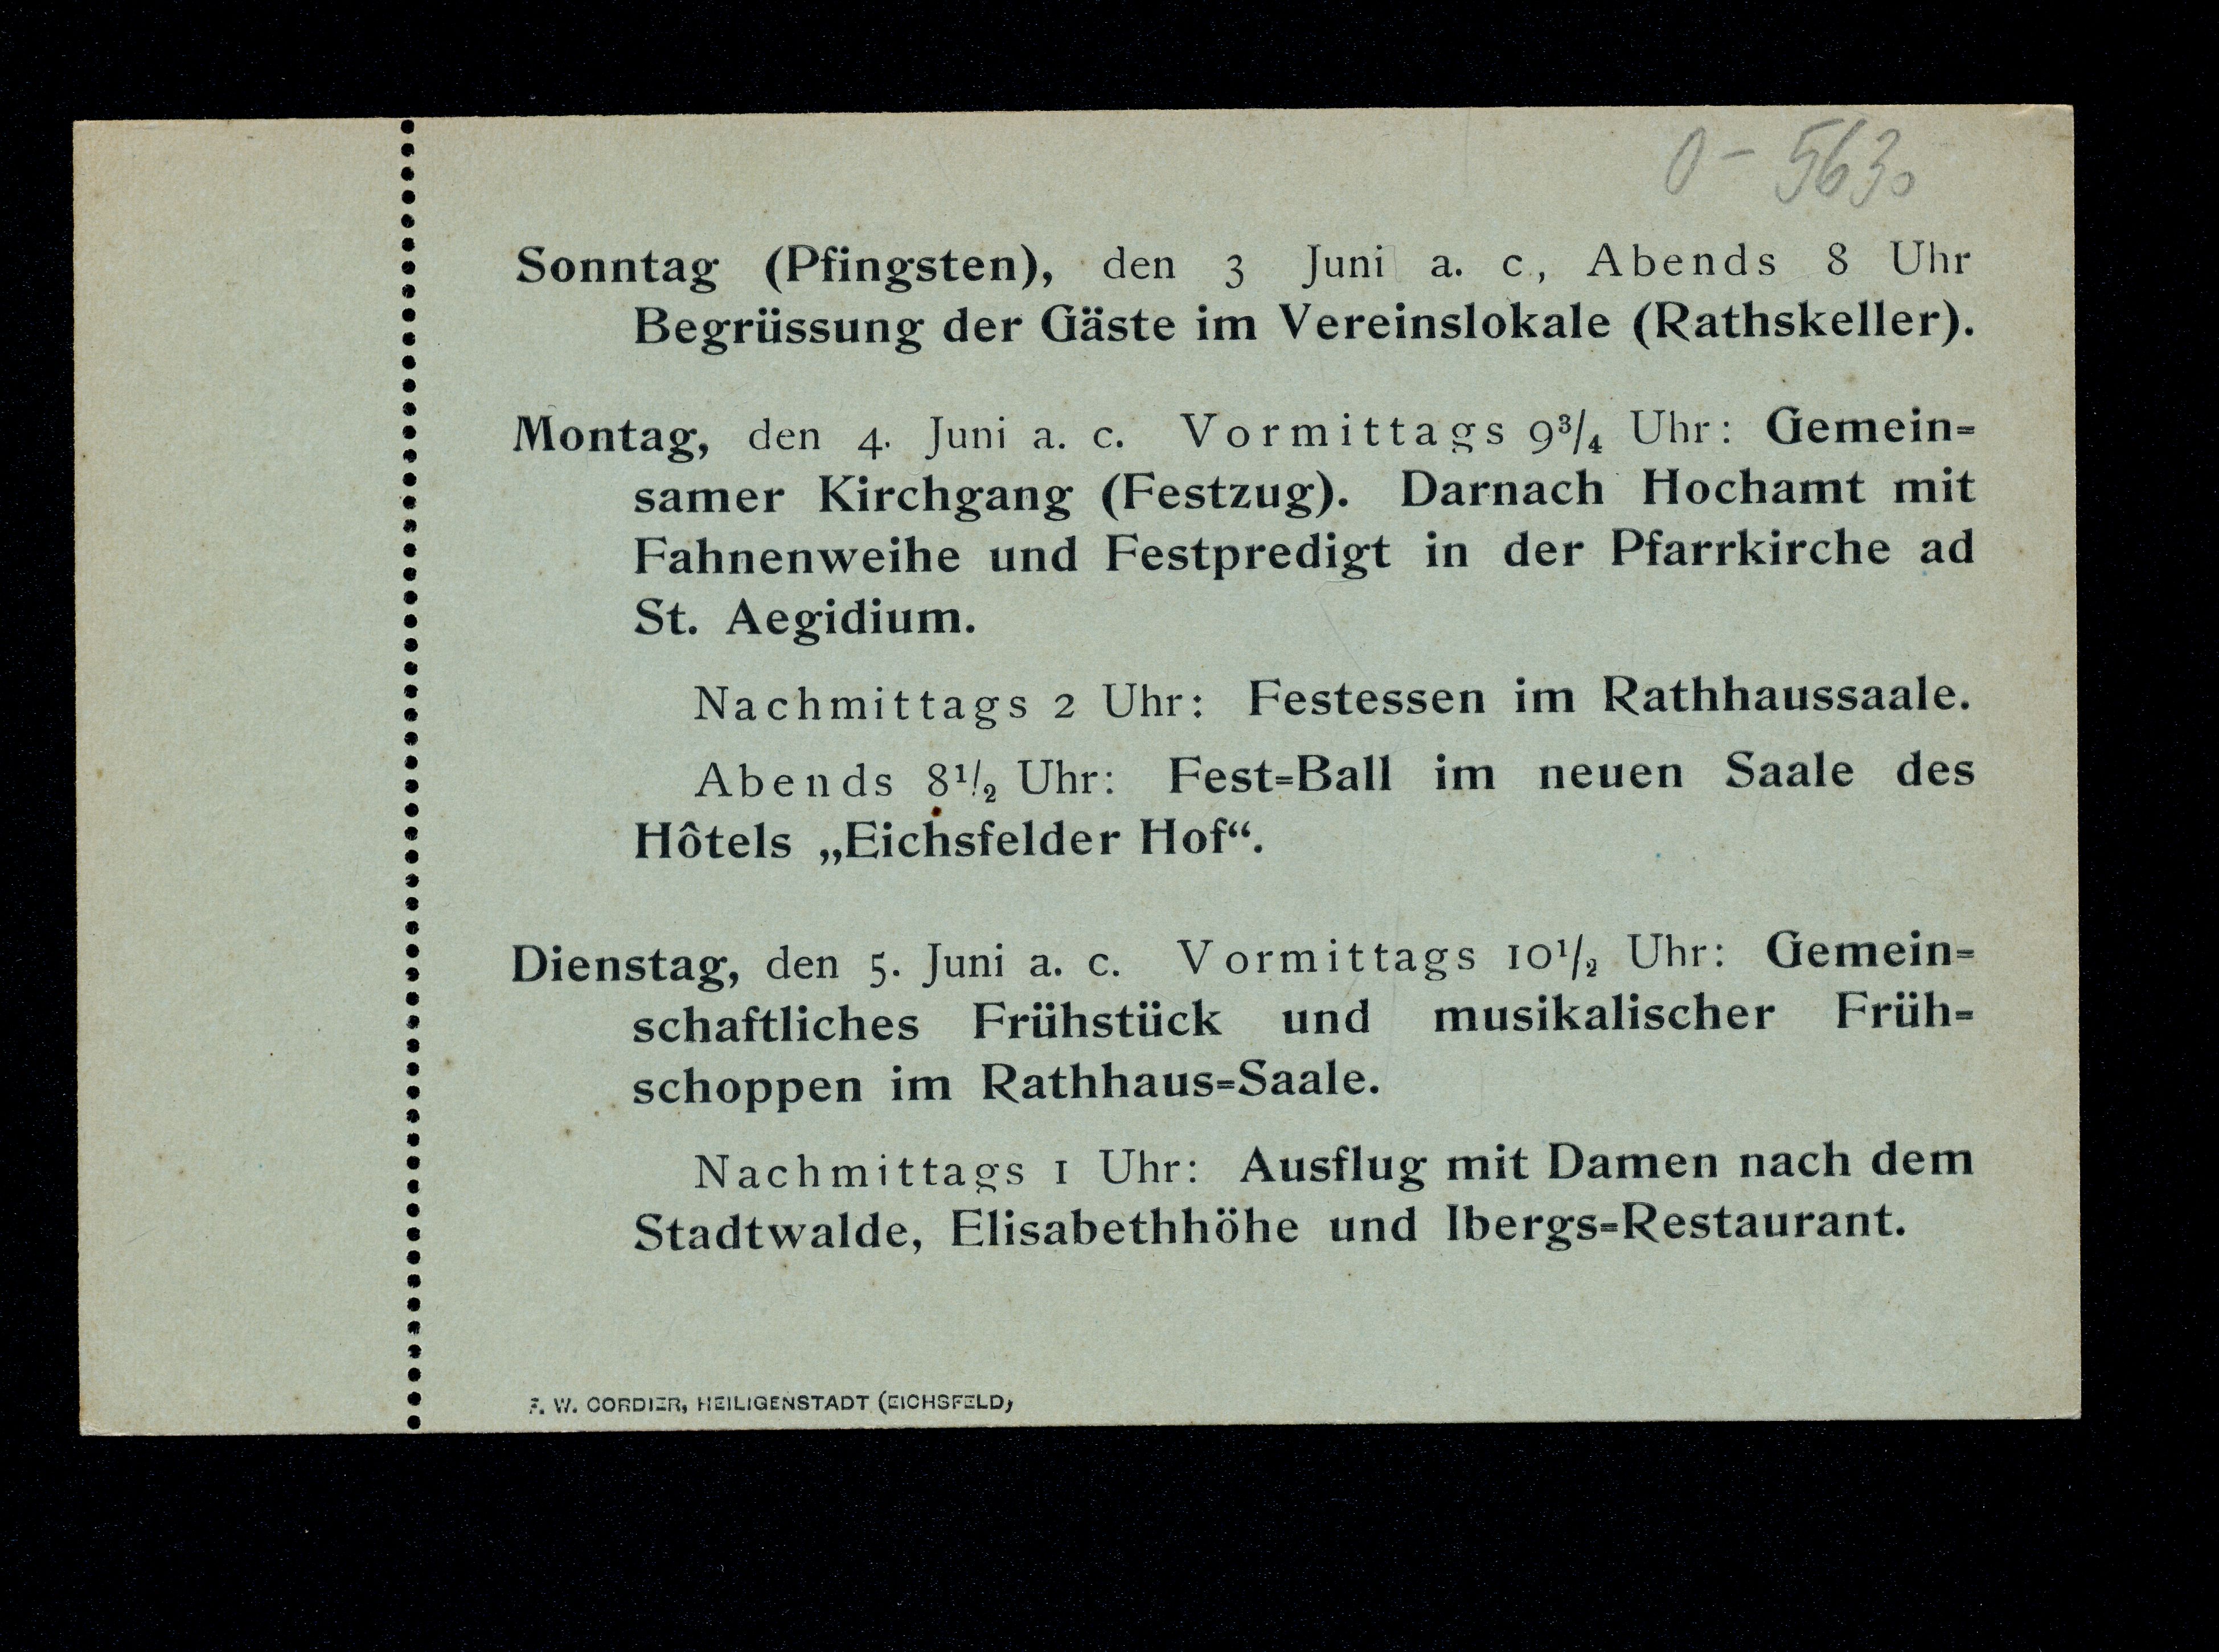 0 - 5630
Sonntag (Pfingsten), den 3 Juni a. c., Abends 8 Uhr
Begrüssung der Gäste im Vereinslokale (Rathskeller).
Montag, den 4. Juni a. c. Vormittags 9¾ Uhr: Gemein=
samer Kirchgang (Festzug). Darnach Hochamt mit
Fahnenweihe und Festpredigt in der Pfarrkirche ad
St. Aegidium.
Nachmittags 2 Uhr: Festessen im Rathhaussaale.
Abends 8½ Uhr: Fest=Ball im neuen Saale des
Hôtels „Eichsfelder Hof“.
Dienstag, den 5. Juni a. c. Vormittags 10½ Uhr: Gemein=
schaftliches Frühstück und musikalischer Früh=
schoppen im Rathhaus=Saale.
Nachmittags 1 Uhr: Ausflug mit Damen nach dem
Stadtwalde, Elisabethhöhe und Ibergs=Restaurant.
F. W. CORDIER, HEILIGENSTADT (EICHSFELD)